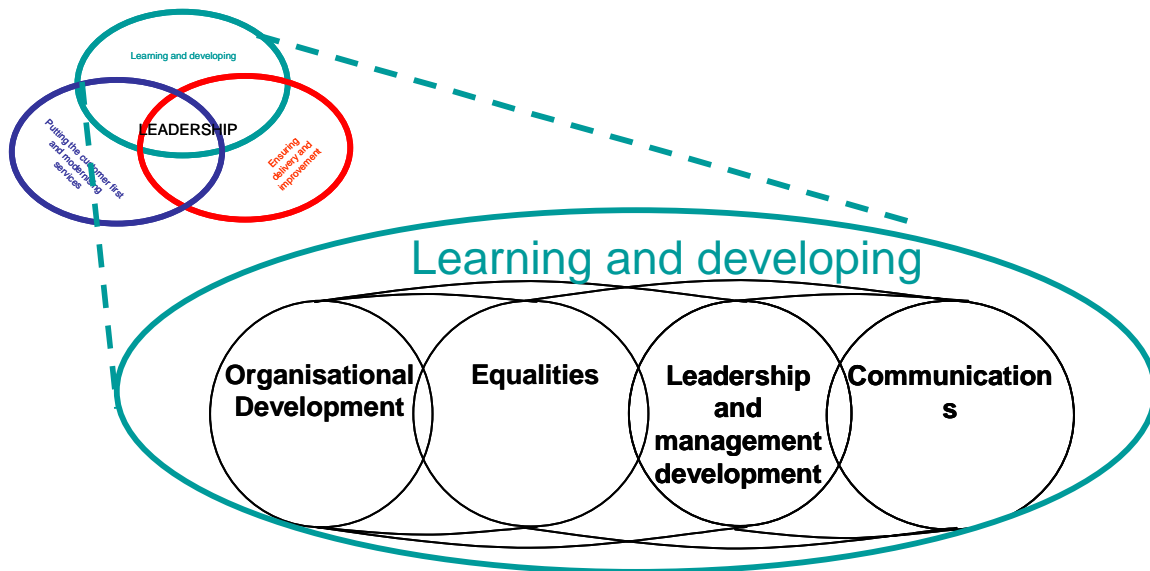 Learning and developing
LEADERSHIP
Putting the customer first
and modernising
services
Ensuring
delivery and
improvement
Learning and developing
Organisational
Development
Equalities
Leadership
and
management
development
Communication
s